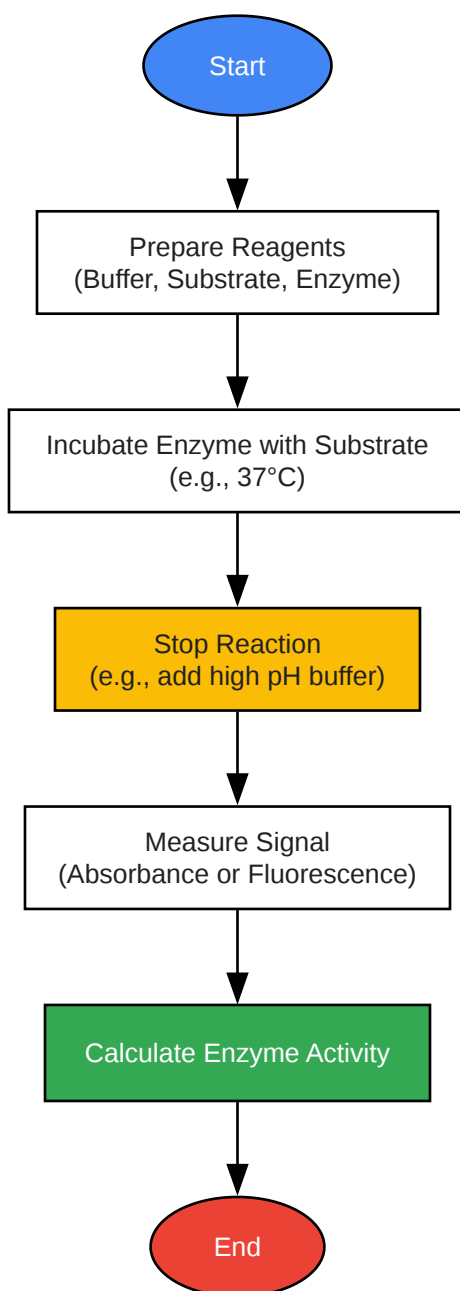 Start
Prepare Reagents
(Buffer, Substrate, Enzyme)
Incubate Enzyme with Substrate
(e.g., 37°C)
Stop Reaction
(e.g., add high pH buffer)
Measure Signal
(Absorbance or Fluorescence)
Calculate Enzyme Activity
End